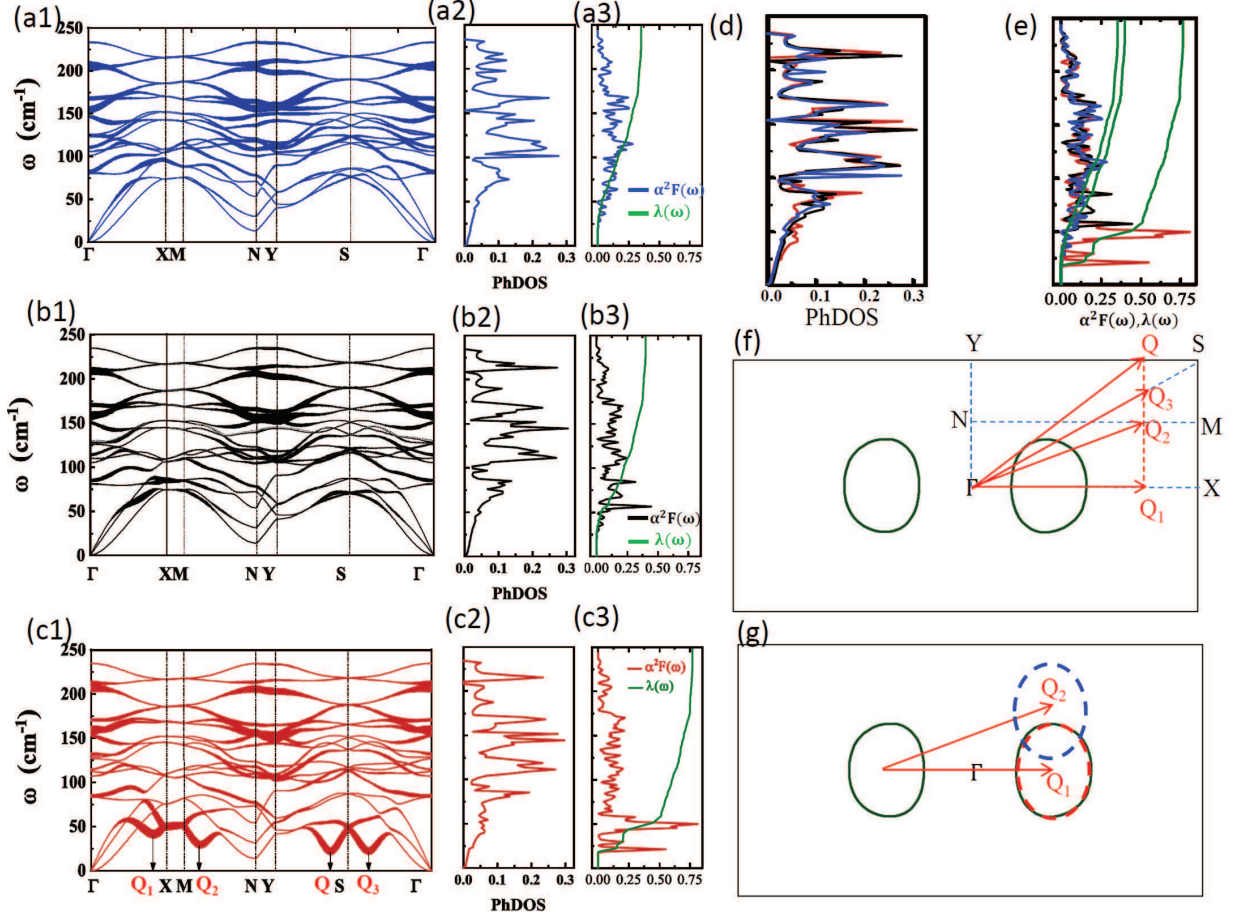 (a1)
(a2)
(a3)
(d)
(e)
250
200
150
100
50
0
ω (cm⁻¹)
Γ X M N Y S Γ
0.0 0.1 0.2 0.3
PhDOS
α²F(ω)
λ(ω)
0.00 0.25 0.50 0.75
0.0 0.1 0.2 0.3
PhDOS
0.00 0.25 0.50 0.75
α²F(ω),λ(ω)
(b1)
(b2)
(b3)
250
200
150
100
50
0
ω (cm⁻¹)
Γ X M N Y S Γ
0.0 0.1 0.2 0.3
PhDOS
α²F(ω)
λ(ω)
0.00 0.25 0.50 0.75
(f)
Y Q S
Q₃
N Q₂ M
Γ Q₁ X
(c1)
(c2)
(c3)
250
200
150
100
50
0
ω (cm⁻¹)
Γ Q₁ X M Q₂ N Y Q S Q₃ Γ
0.0 0.1 0.2 0.3
PhDOS
α²F(ω)
λ(ω)
0.00 0.25 0.50 0.75
(g)
Q₂
Γ Q₁